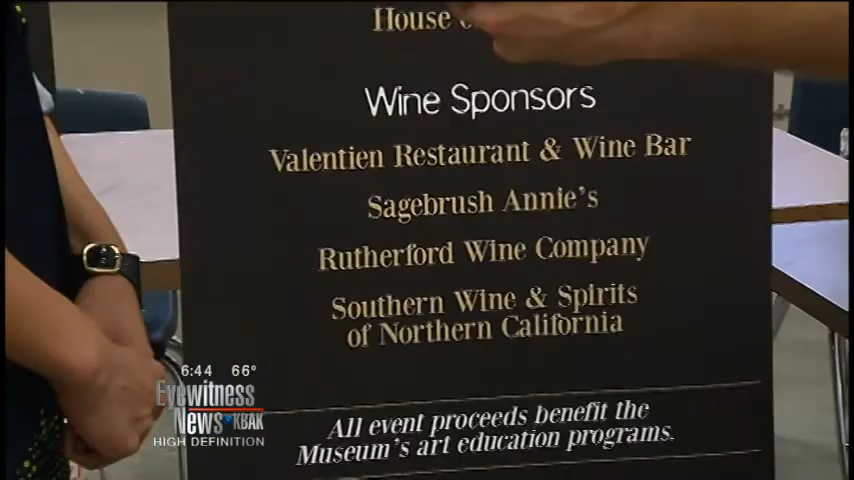 House
Wine Sponsors
Valentien Restaurant & Wine Bar
Sagebrush Annie's
Rutherford Wine Company
Southern Wine & Spirits
of Northern California
All event proceeds benefit the
Museum's art education programs.
6:44 66°
Eyewitness
News KBAK
HIGH DEFINITION